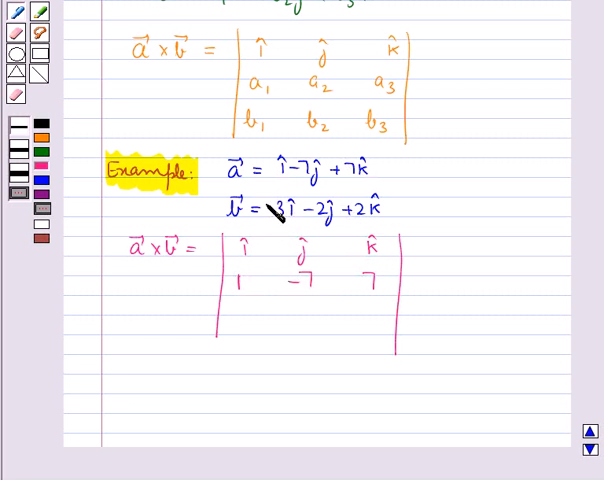 a⃗ × b⃗ = | î ĵ k̂ |
| a₁ a₂ a₃ |
| b₁ b₂ b₃ |
Example: a⃗ = î - 7ĵ + 7k̂
b⃗ = 3î - 2ĵ + 2k̂
a⃗ × b⃗ = | î ĵ k̂ |
| 1 -7 7 |